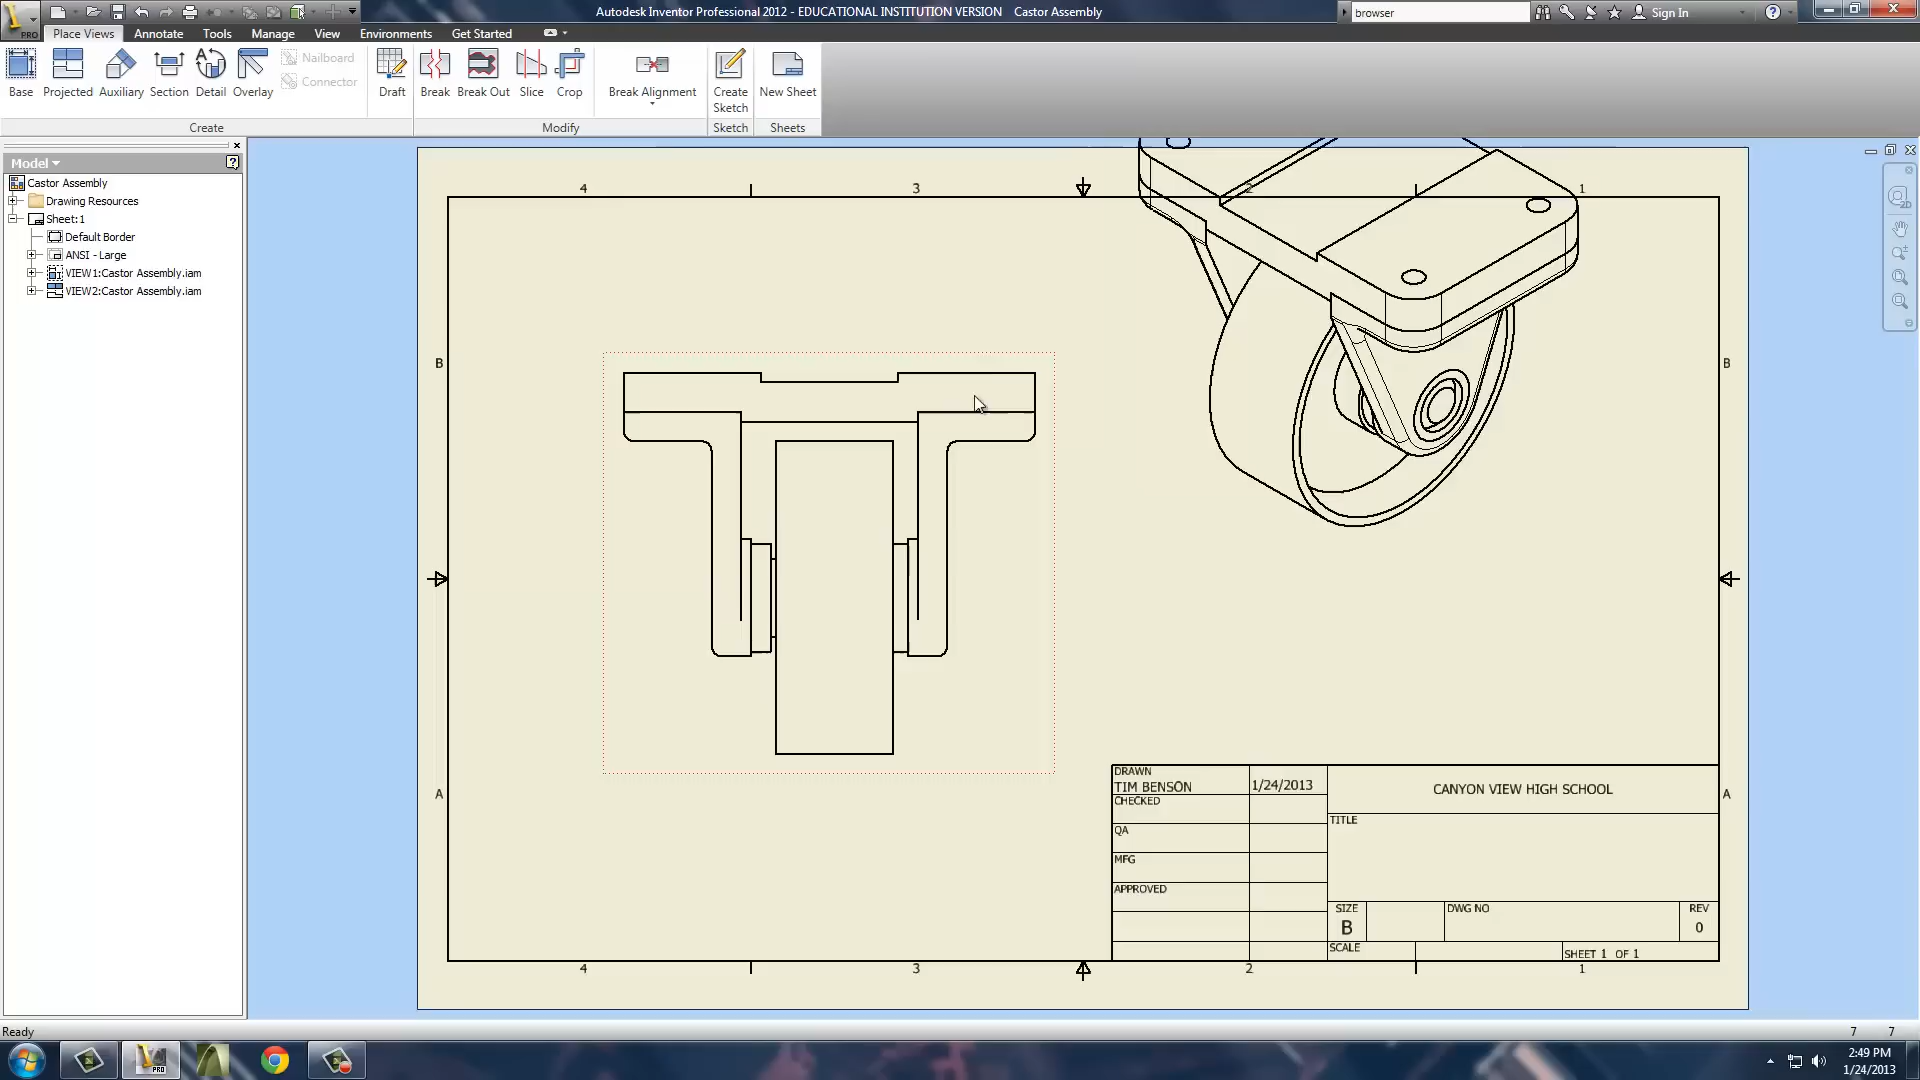 Autodesk Inventor Professional 2012 - EDUCATIONAL INSTITUTION VERSION Castor Assembly
browser
Sign In
PRO
Place Views
Annotate
Tools
Manage
View
Environments
Get Started
Base
Projected
Auxiliary
Section
Detail
Overlay
Nailboard
Connector
Draft
Break
Break Out
Slice
Crop
Break Alignment
Create Sketch
New Sheet
Create
Modify
Sketch
Sheets
Model
Castor Assembly
Drawing Resources
Sheet:1
Default Border
ANSI - Large
VIEW1:Castor Assembly.iam
VIEW2:Castor Assembly.iam
4 3 2 1
B B
A A
DRAWN
TIM BENSON 1/24/2013
CHECKED
QA
MFG
APPROVED
CANYON VIEW HIGH SCHOOL
TITLE
SIZE
B
DWG NO
REV
0
SCALE
SHEET 1 OF 1
4 3 2 1
2D
Ready
7 7
PRO
2:49 PM
1/24/2013